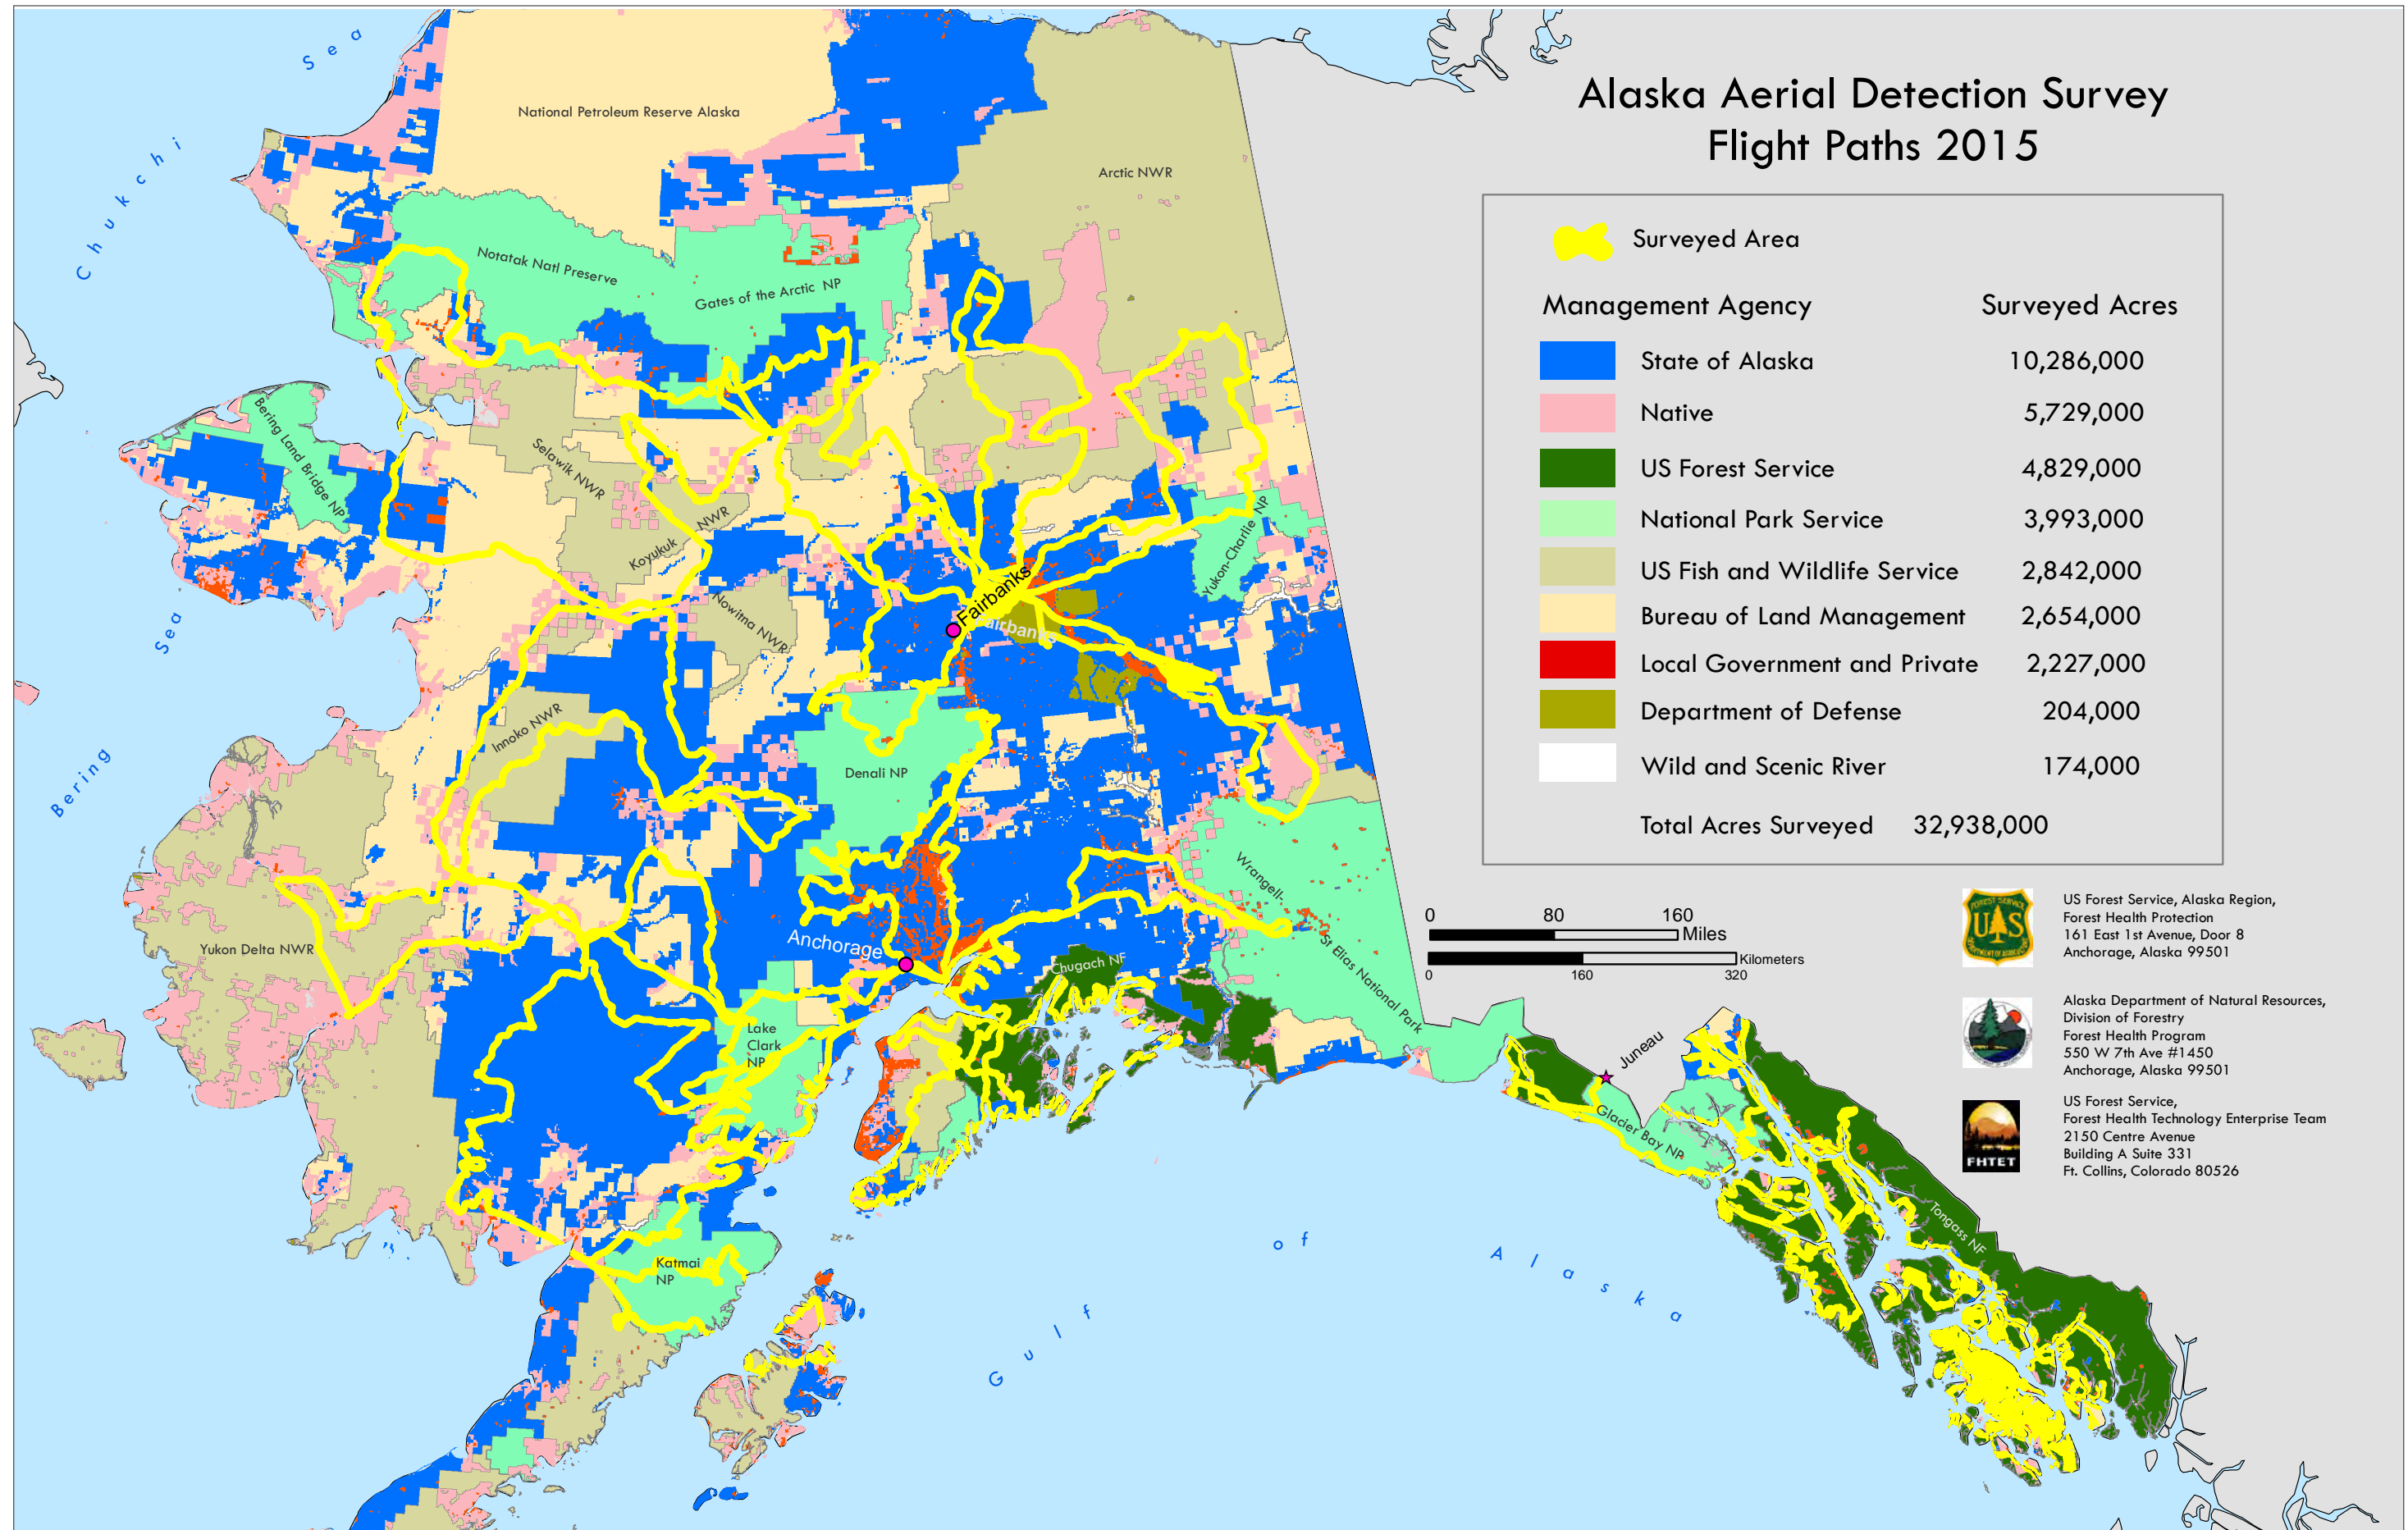 Alaska Aerial Detection Survey
Flight Paths 2015
Surveyed Area
Management Agency Surveyed Acres
State of Alaska 10,286,000
Native 5,729,000
US Forest Service 4,829,000
National Park Service 3,993,000
US Fish and Wildlife Service 2,842,000
Bureau of Land Management 2,654,000
Local Government and Private 2,227,000
Department of Defense 204,000
Wild and Scenic River 174,000
Total Acres Surveyed 32,938,000
0 80 160
Miles
Kilometers
0 160 320
US Forest Service, Alaska Region,
Forest Health Protection
161 East 1st Avenue, Door 8
Anchorage, Alaska 99501
Alaska Department of Natural Resources,
Division of Forestry
Forest Health Program
550 W 7th Ave #1450
Anchorage, Alaska 99501
US Forest Service,
Forest Health Technology Enterprise Team
2150 Centre Avenue
Building A Suite 331
Ft. Collins, Colorado 80526
FOREST SERVICE
UAS
FHTET
Chukchi Sea
National Petroleum Reserve Alaska
Arctic NWR
Notatak Natl Preserve
Gates of the Arctic NP
Bering Land Bridge NP
Selawik NWR
Koyukuk NWR
Nowitna NWR
Yukon-Charlie NP
Fairbanks
airbanks
Bering Sea
Innoko NWR
Denali NP
Wrangell-
St Elias National Park
Yukon Delta NWR
Anchorage
Chugach NF
Lake
Clark
NP
Juneau
Glacier Bay NP
Tongass NF
Katmai
NP
Gulf of Alaska